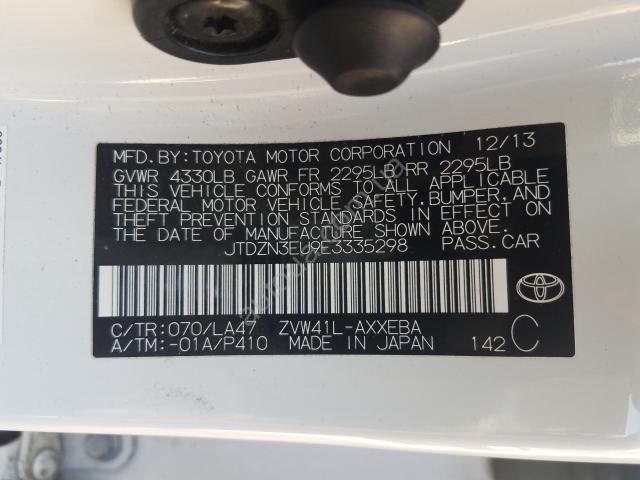 MFD.BY:TOYOTA MOTOR CORPORATION 12/13
GVWR 4330LB GAWR FR 2295LB RR 2295LB
THIS VEHICLE CONFORMS TO ALL APPLICABLE
FEDERAL MOTOR VEHICLE SAFETY,BUMPER,AND
THEFT PREVENTION STANDARDS IN EFFECT ON
THE DATE OF MANUFACTURE SHOWN ABOVE.
JTDZN3EU9E3335298 PASS.CAR
C/TR:070/LA47 ZVW41L-AXXEBA
A/TM:-01A/P410 MADE IN JAPAN 142 C